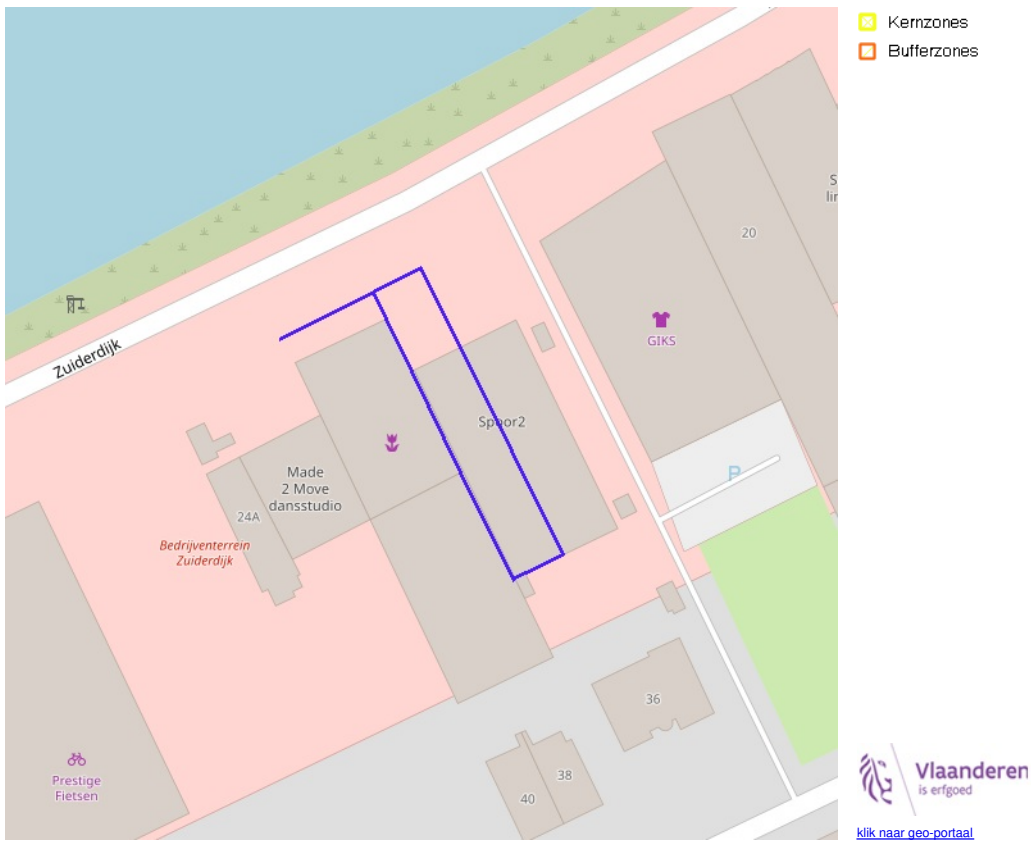 Kernzones
Bufferzones
S
lir
20
GIKS
Zuiderdijk
Spoor2
Made
2 Move
dansstudio
24A
P
Bedrijventerrein
Zuiderdijk
36
38
40
Prestige
Fietsen
Vlaanderen
is erfgoed
klik naar geo-portaal